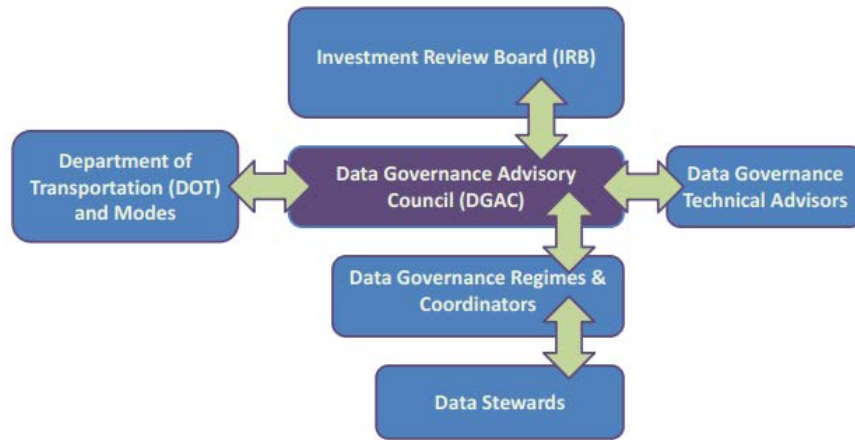 Investment Review Board (IRB)
Department of
Transportation (DOT)
and Modes
Data Governance Advisory
Council (DGAC)
Data Governance
Technical Advisors
Data Governance Regimes &
Coordinators
Data Stewards